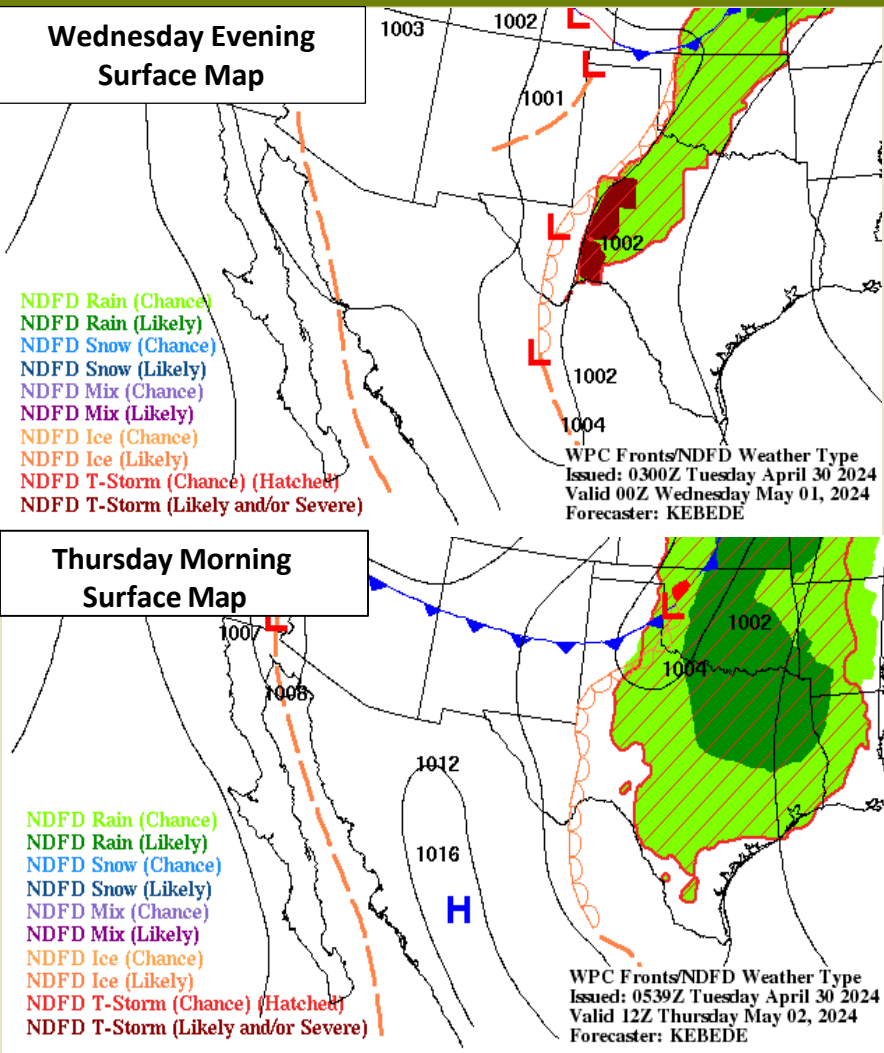 Wednesday Evening
Surface Map
1003
1002
L
L
1001
L
1002
L
1002
1004
NDFD Rain (Chance)
NDFD Rain (Likely)
NDFD Snow (Chance)
NDFD Snow (Likely)
NDFD Mix (Chance)
NDFD Mix (Likely)
NDFD Ice (Chance)
NDFD Ice (Likely)
NDFD T-Storm (Chance) (Hatched)
NDFD T-Storm (Likely and/or Severe)
WPC Fronts/NDFD Weather Type
Issued: 0300Z Tuesday April 30 2024
Valid 00Z Wednesday May 01, 2024
Forecaster: KEBEDE
Thursday Morning
Surface Map
L
1002
L
1007
1004
1008
1012
1016
H
NDFD Rain (Chance)
NDFD Rain (Likely)
NDFD Snow (Chance)
NDFD Snow (Likely)
NDFD Mix (Chance)
NDFD Mix (Likely)
NDFD Ice (Chance)
NDFD Ice (Likely)
NDFD T-Storm (Chance) (Hatched)
NDFD T-Storm (Likely and/or Severe)
WPC Fronts/NDFD Weather Type
Issued: 0539Z Tuesday April 30 2024
Valid 12Z Thursday May 02, 2024
Forecaster: KEBEDE